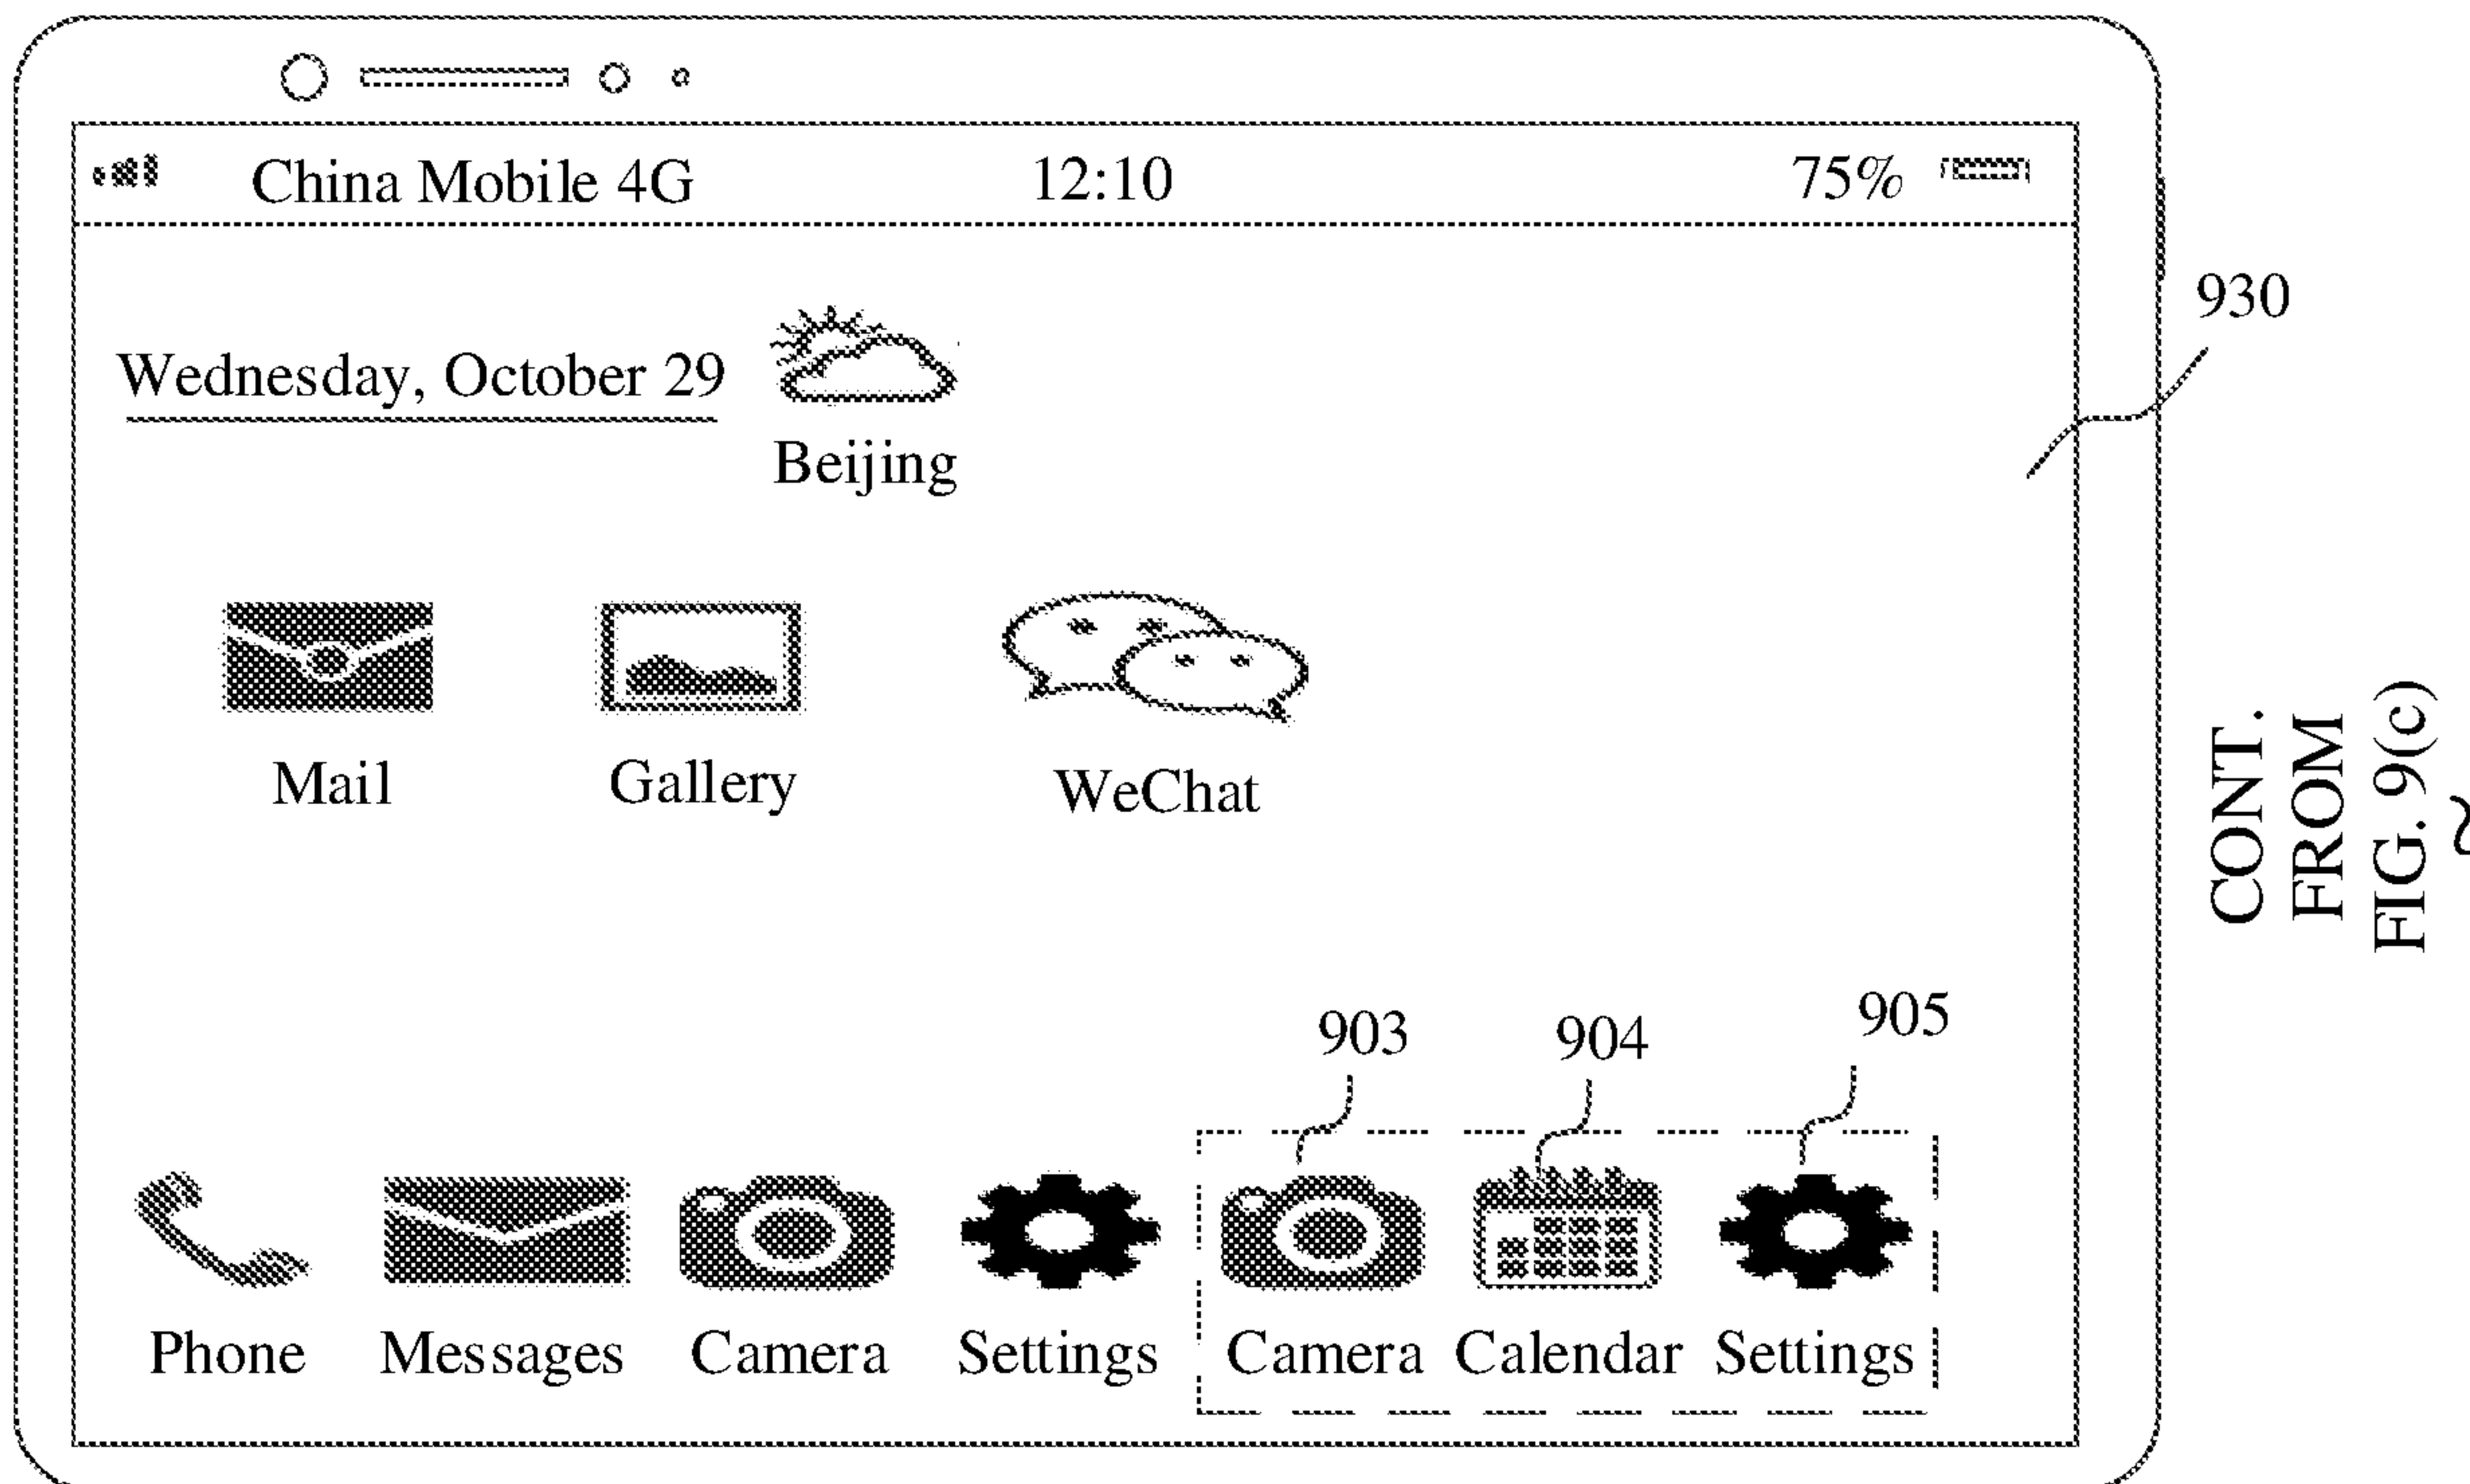 China Mobile 4G 12:10 75%
930
Wednesday, October 29
Beijing
Mail Gallery WeChat
CONT.
FROM
FIG. 9(c)
903 904 905
Phone Messages Camera Settings Camera Calendar Settings